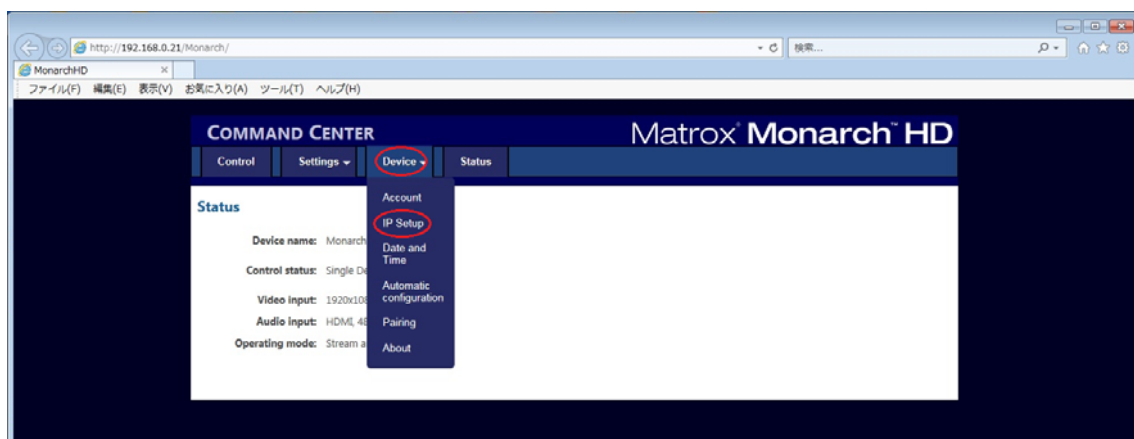 http://192.168.0.21/Monarch/
検索...
MonarchHD
ファイル(F) 編集(E) 表示(V) お気に入り(A) ツール(T) ヘルプ(H)
COMMAND CENTER
Matrox® Monarch™ HD
Control Settings Device Status
Account
IP Setup
Date and
Time
Automatic
configuration
Pairing
About
Status
Device name: Monarch
Control status: Single De
Video input: 1920x108
Audio input: HDMI, 48
Operating mode: Stream a